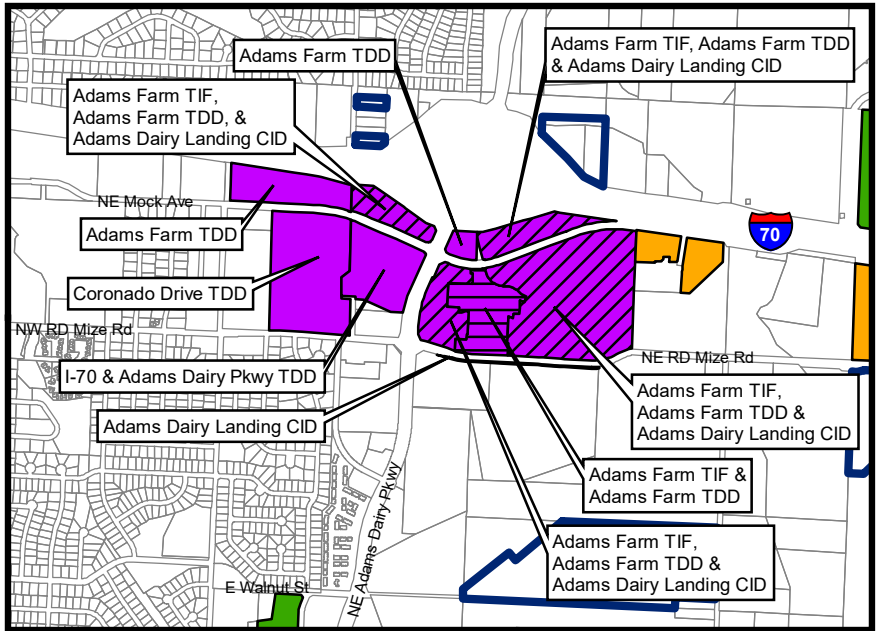 Adams Farm TDD
Adams Farm TIF, Adams Farm TDD
& Adams Dairy Landing CID
Adams Farm TIF,
Adams Farm TDD, &
Adams Dairy Landing CID
NE Mock Ave
Adams Farm TDD
70
Coronado Drive TDD
NW RD Mize Rd
NE RD Mize Rd
I-70 & Adams Dairy Pkwy TDD
Adams Farm TIF,
Adams Farm TDD &
Adams Dairy Landing CID
Adams Dairy Landing CID
Adams Farm TIF &
Adams Farm TDD
NE Adams Dairy Pkwy
Adams Farm TIF,
Adams Farm TDD &
Adams Dairy Landing CID
E Walnut St